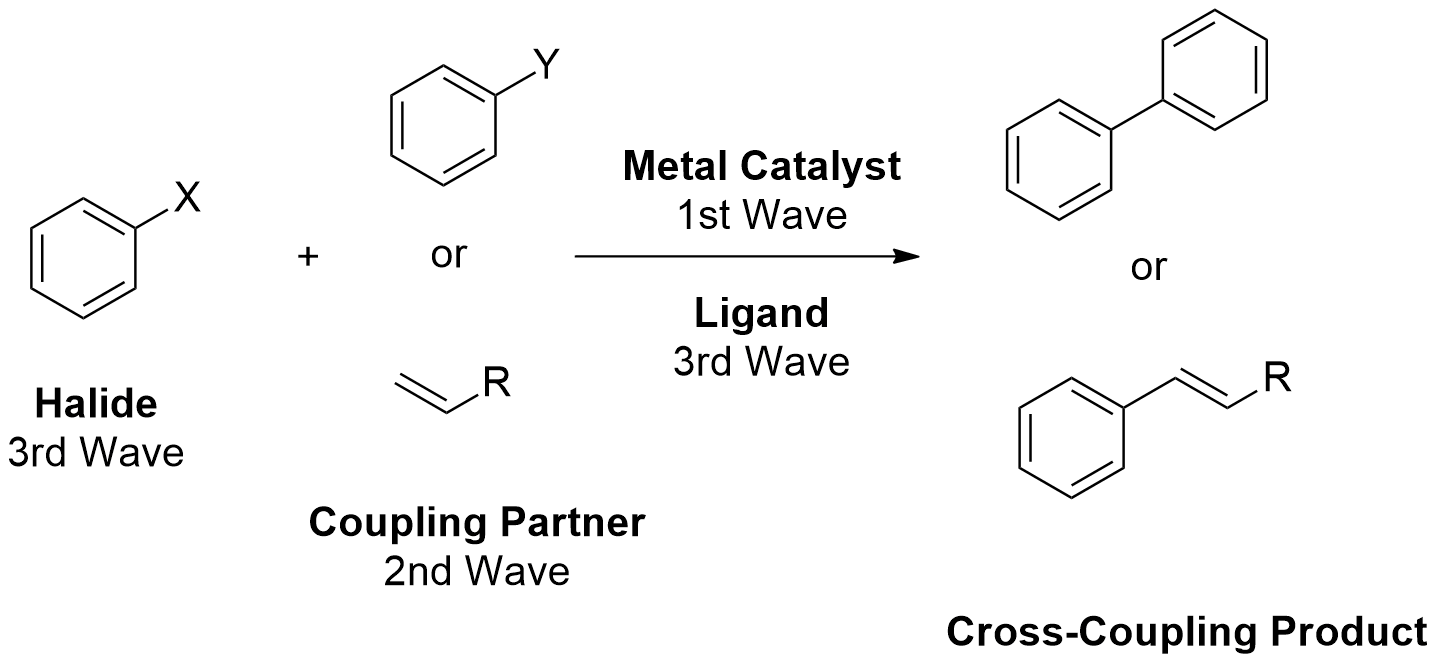 X
Halide
3rd Wave
+
Y
or
R
Coupling Partner
2nd Wave
Metal Catalyst
1st Wave
Ligand
3rd Wave
or
R
Cross-Coupling Product